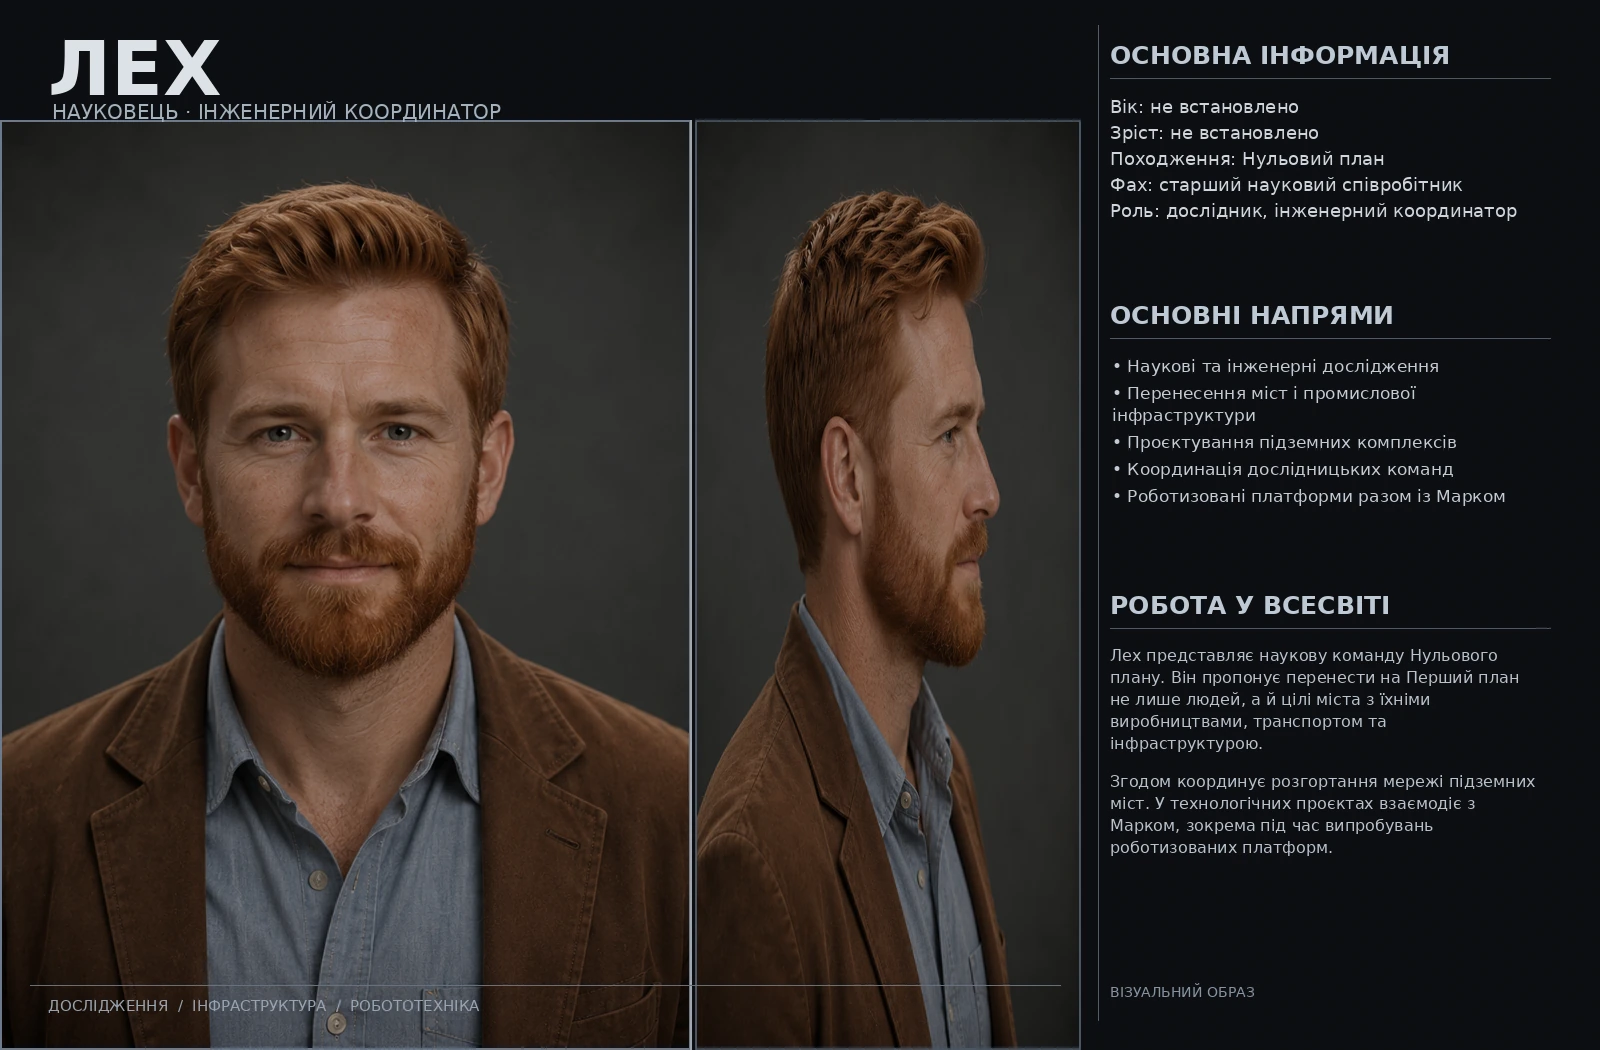 ЛЕХ
НАУКОВЕЦЬ · ІНЖЕНЕРНИЙ КООРДИНАТОР
ДОСЛІДЖЕННЯ / ІНФРАСТРУКТУРА / РОБОТОТЕХНІКА
ОСНОВНА ІНФОРМАЦІЯ
Вік: не встановлено
Зріст: не встановлено
Походження: Нульовий план
Фах: старший науковий співробітник
Роль: дослідник, інженерний координатор
ОСНОВНІ НАПРЯМИ
• Наукові та інженерні дослідження
• Перенесення міст і промислової
інфраструктури
• Проєктування підземних комплексів
• Координація дослідницьких команд
• Роботизовані платформи разом із Марком
РОБОТА У ВСЕСВІТІ
Лех представляє наукову команду Нульового
плану. Він пропонує перенести на Перший план
не лише людей, а й цілі міста з їхніми
виробництвами, транспортом та
інфраструктурою.
Згодом координує розгортання мережі підземних
міст. У технологічних проєктах взаємодіє з
Марком, зокрема під час випробувань
роботизованих платформ.
ВІЗУАЛЬНИЙ ОБРАЗ